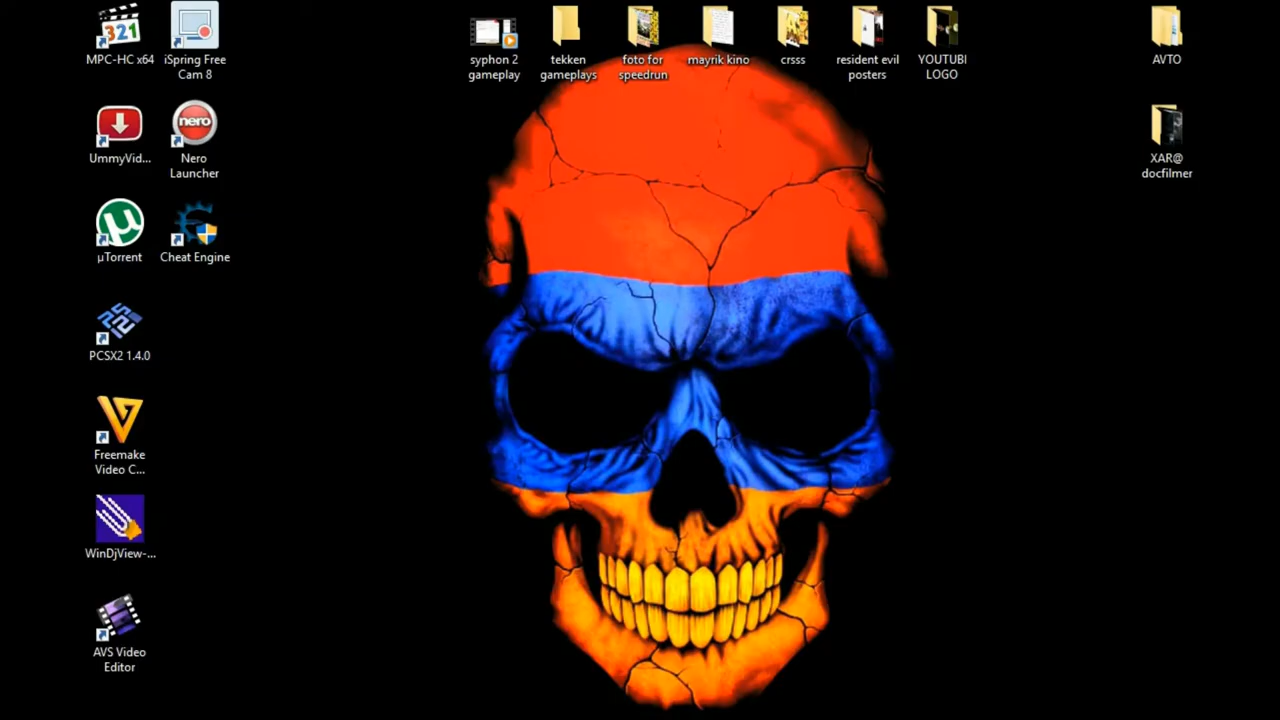 321
MPC-HC x64
iSpring Free
Cam 8
syphon 2
gameplay
tekken
gameplays
foto for
speedrun
mayrik kino
crsss
resident evil
posters
YOUTUBI
LOGO
AVTO
UmmyVid...
nero
Nero
Launcher
XAR@
docfilmer
µTorrent
Cheat Engine
PCSX2 1.4.0
Freemake
Video C...
WinDjView-...
AVS Video
Editor